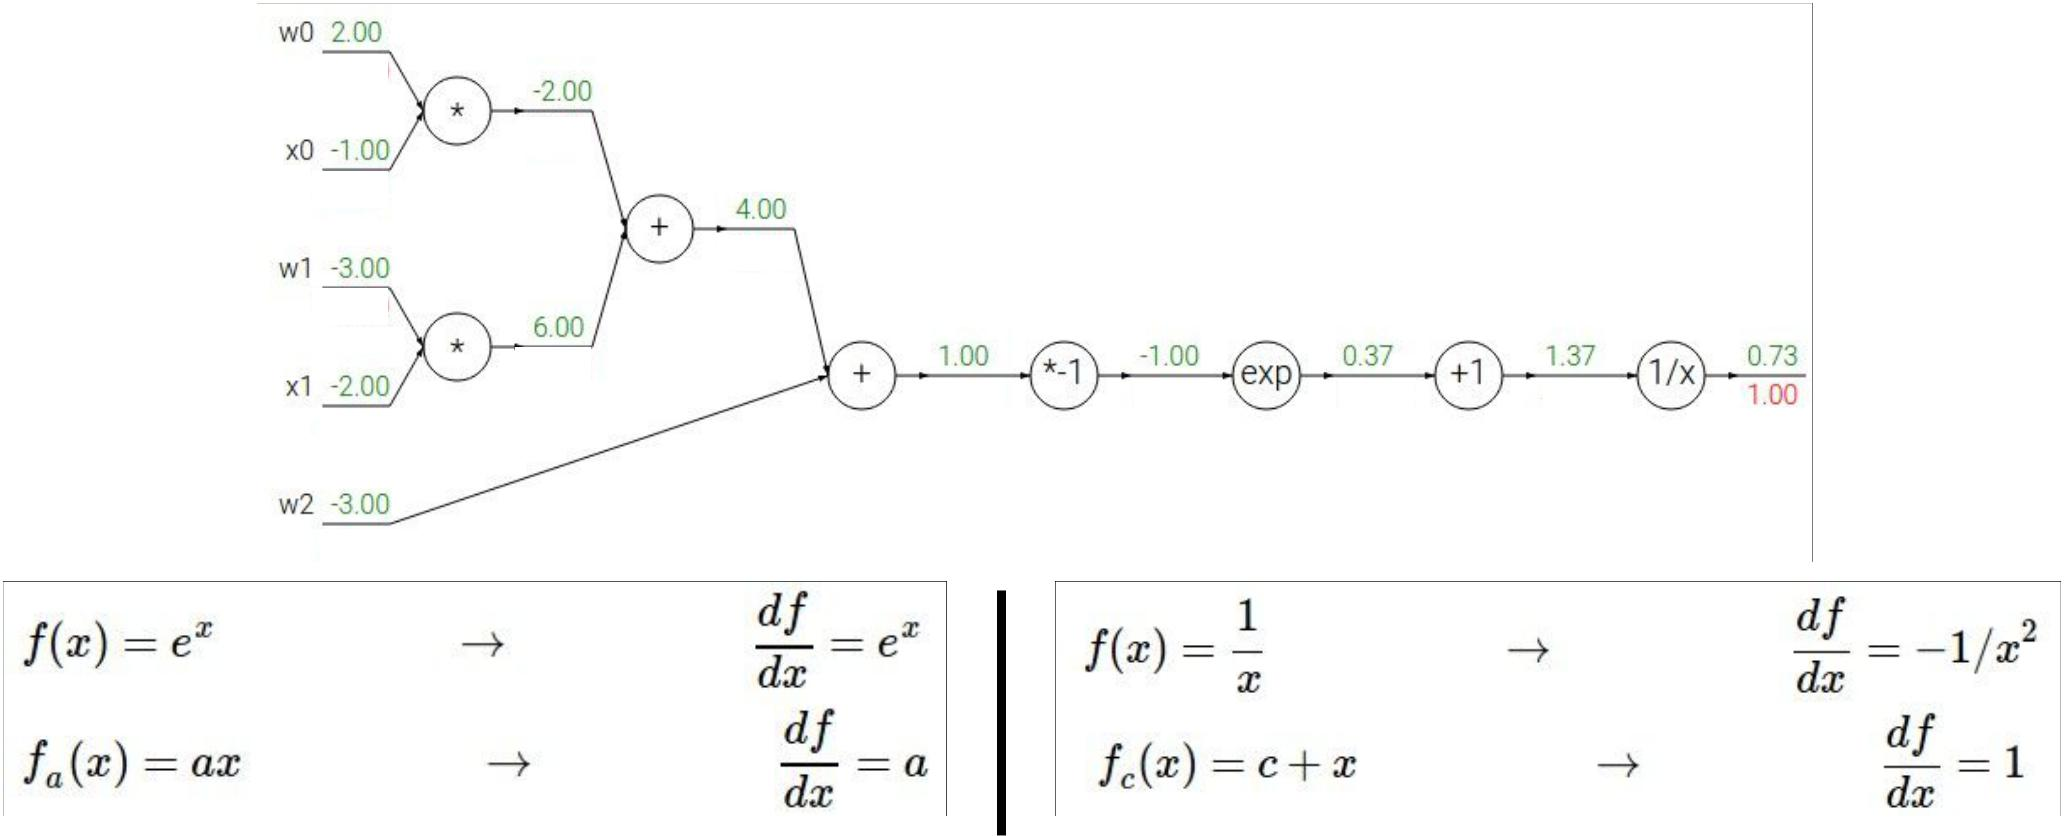 w0 2.00
-2.00
*
x0 -1.00
4.00
+
w1 -3.00
6.00
*
x1 -2.00
+ 1.00 *-1 -1.00 exp 0.37 +1 1.37 1/x 0.73
1.00
w2 -3.00
f(x) = e^x → df/dx = e^x
f_a(x) = ax → df/dx = a
f(x) = 1/x → df/dx = −1/x^2
f_c(x) = c + x → df/dx = 1